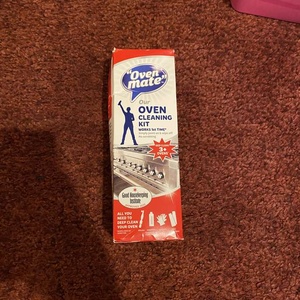 "Oven
mate"
Our
OVEN
CLEANING
KIT
WORKS 1st TIME*
3+
Good Housekeeping
Institute
ALL YOU
NEED TO
KEEP CLEAN
YOUR OVEN